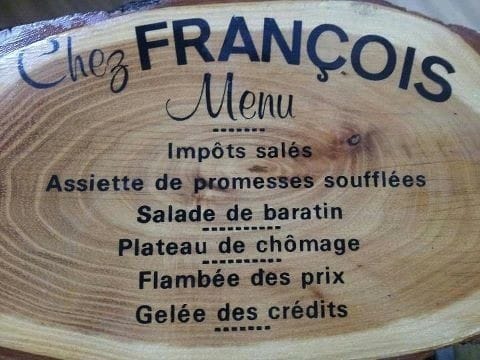 Chez FRANÇOIS
Menu
Impôts salés
Assiette de promesses soufflées
Salade de baratin
Plateau de chômage
Flambée des prix
Gelée des crédits